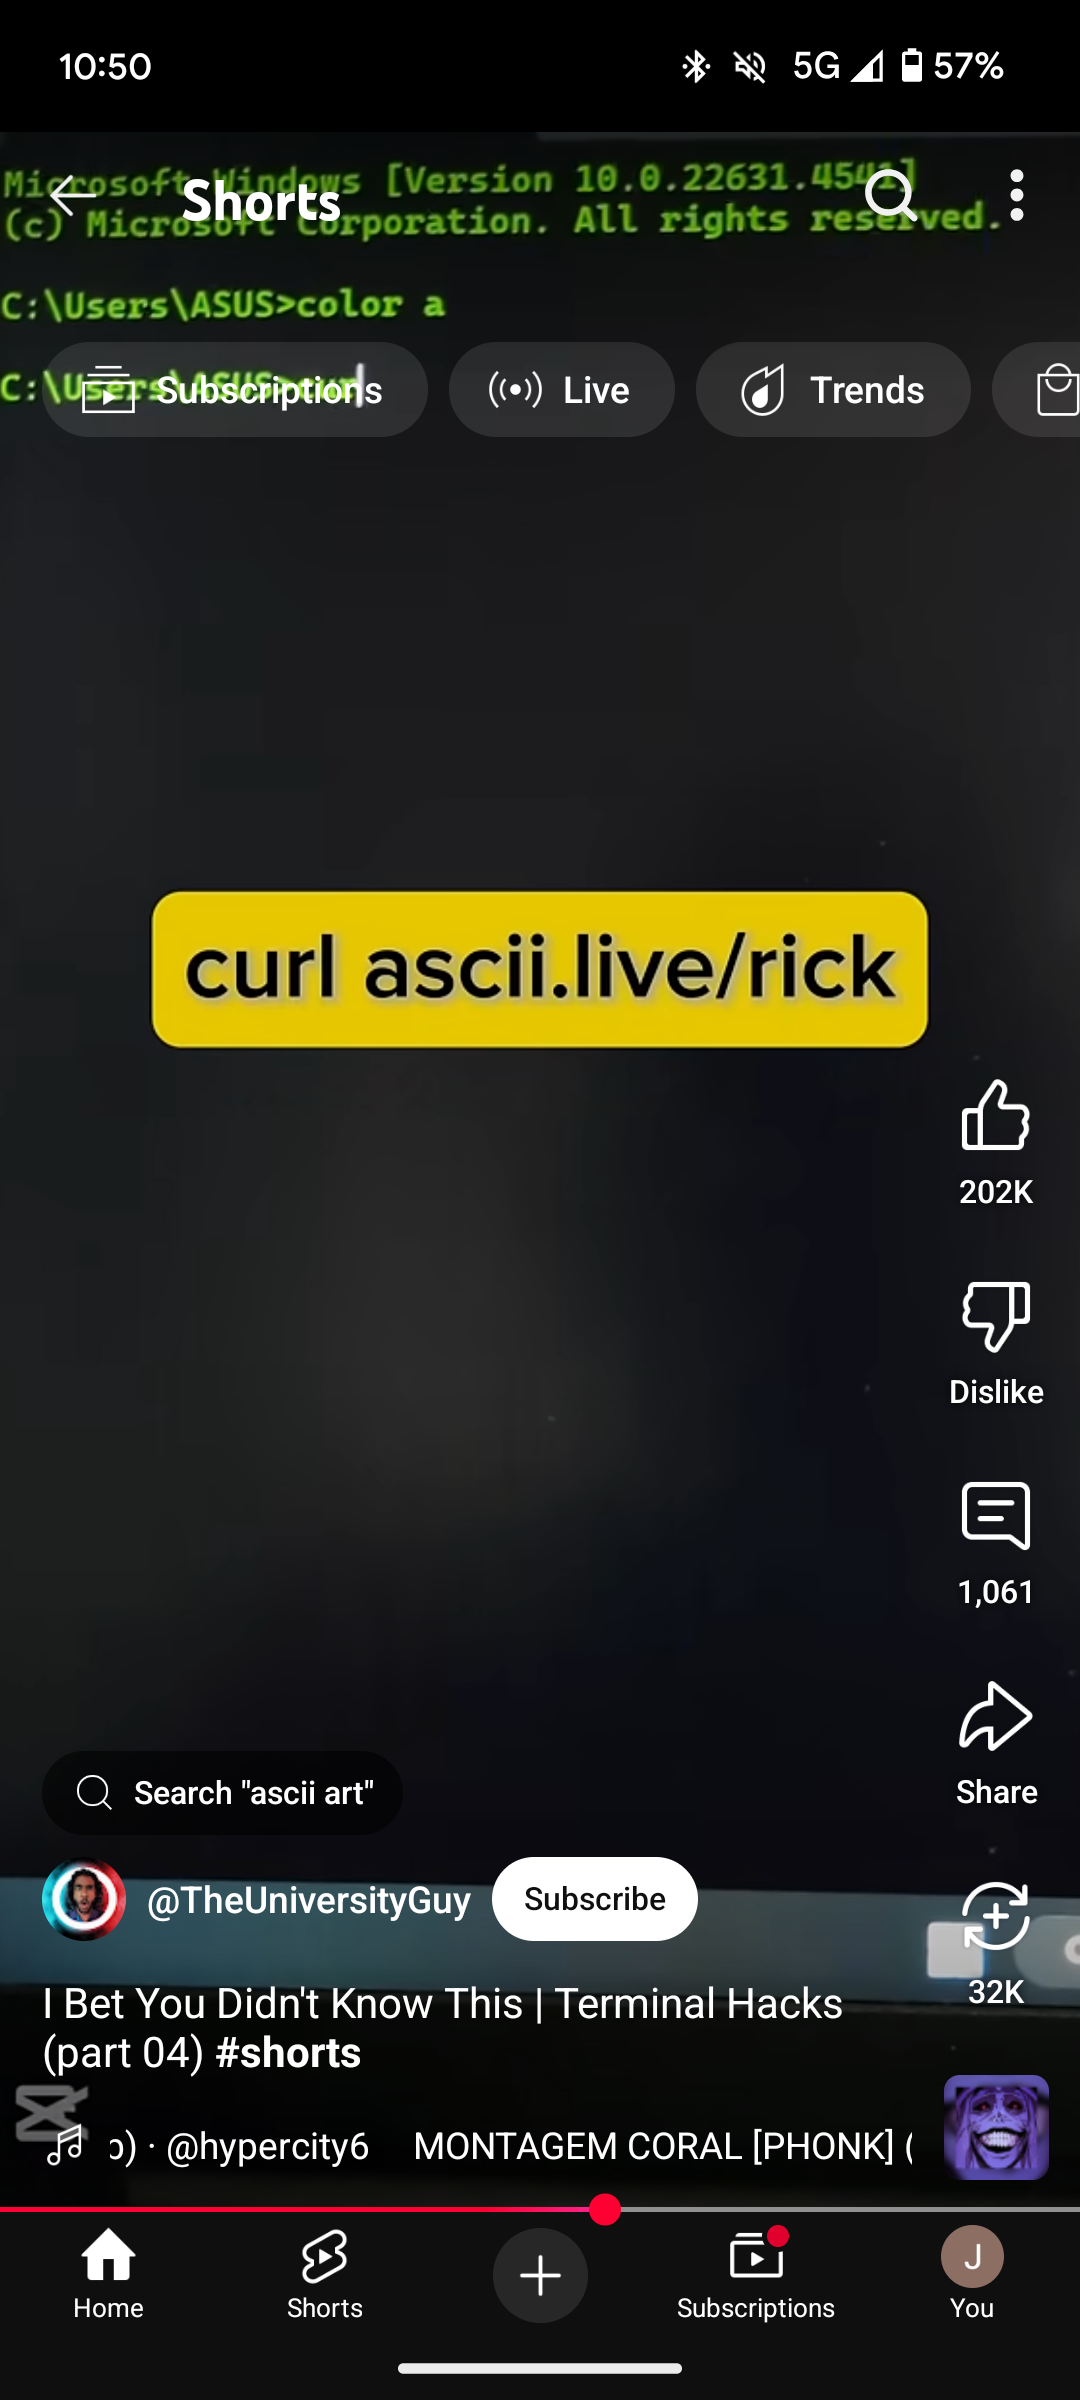 10:50
5G
57%
Microsoft Windows [Version 10.0.22631.4541]
(c) Microsoft Corporation. All rights reserved.
Shorts
C:\Users\ASUS>color a
C:\Users\ASUS>curl
Subscriptions
Live
Trends
curl ascii.live/rick
202K
Dislike
1,061
Share
Search "ascii art"
@TheUniversityGuy
Subscribe
32K
I Bet You Didn't Know This | Terminal Hacks
(part 04) #shorts
) · @hypercity6 MONTAGEM CORAL [PHONK] (
Home
Shorts
Subscriptions
J
You